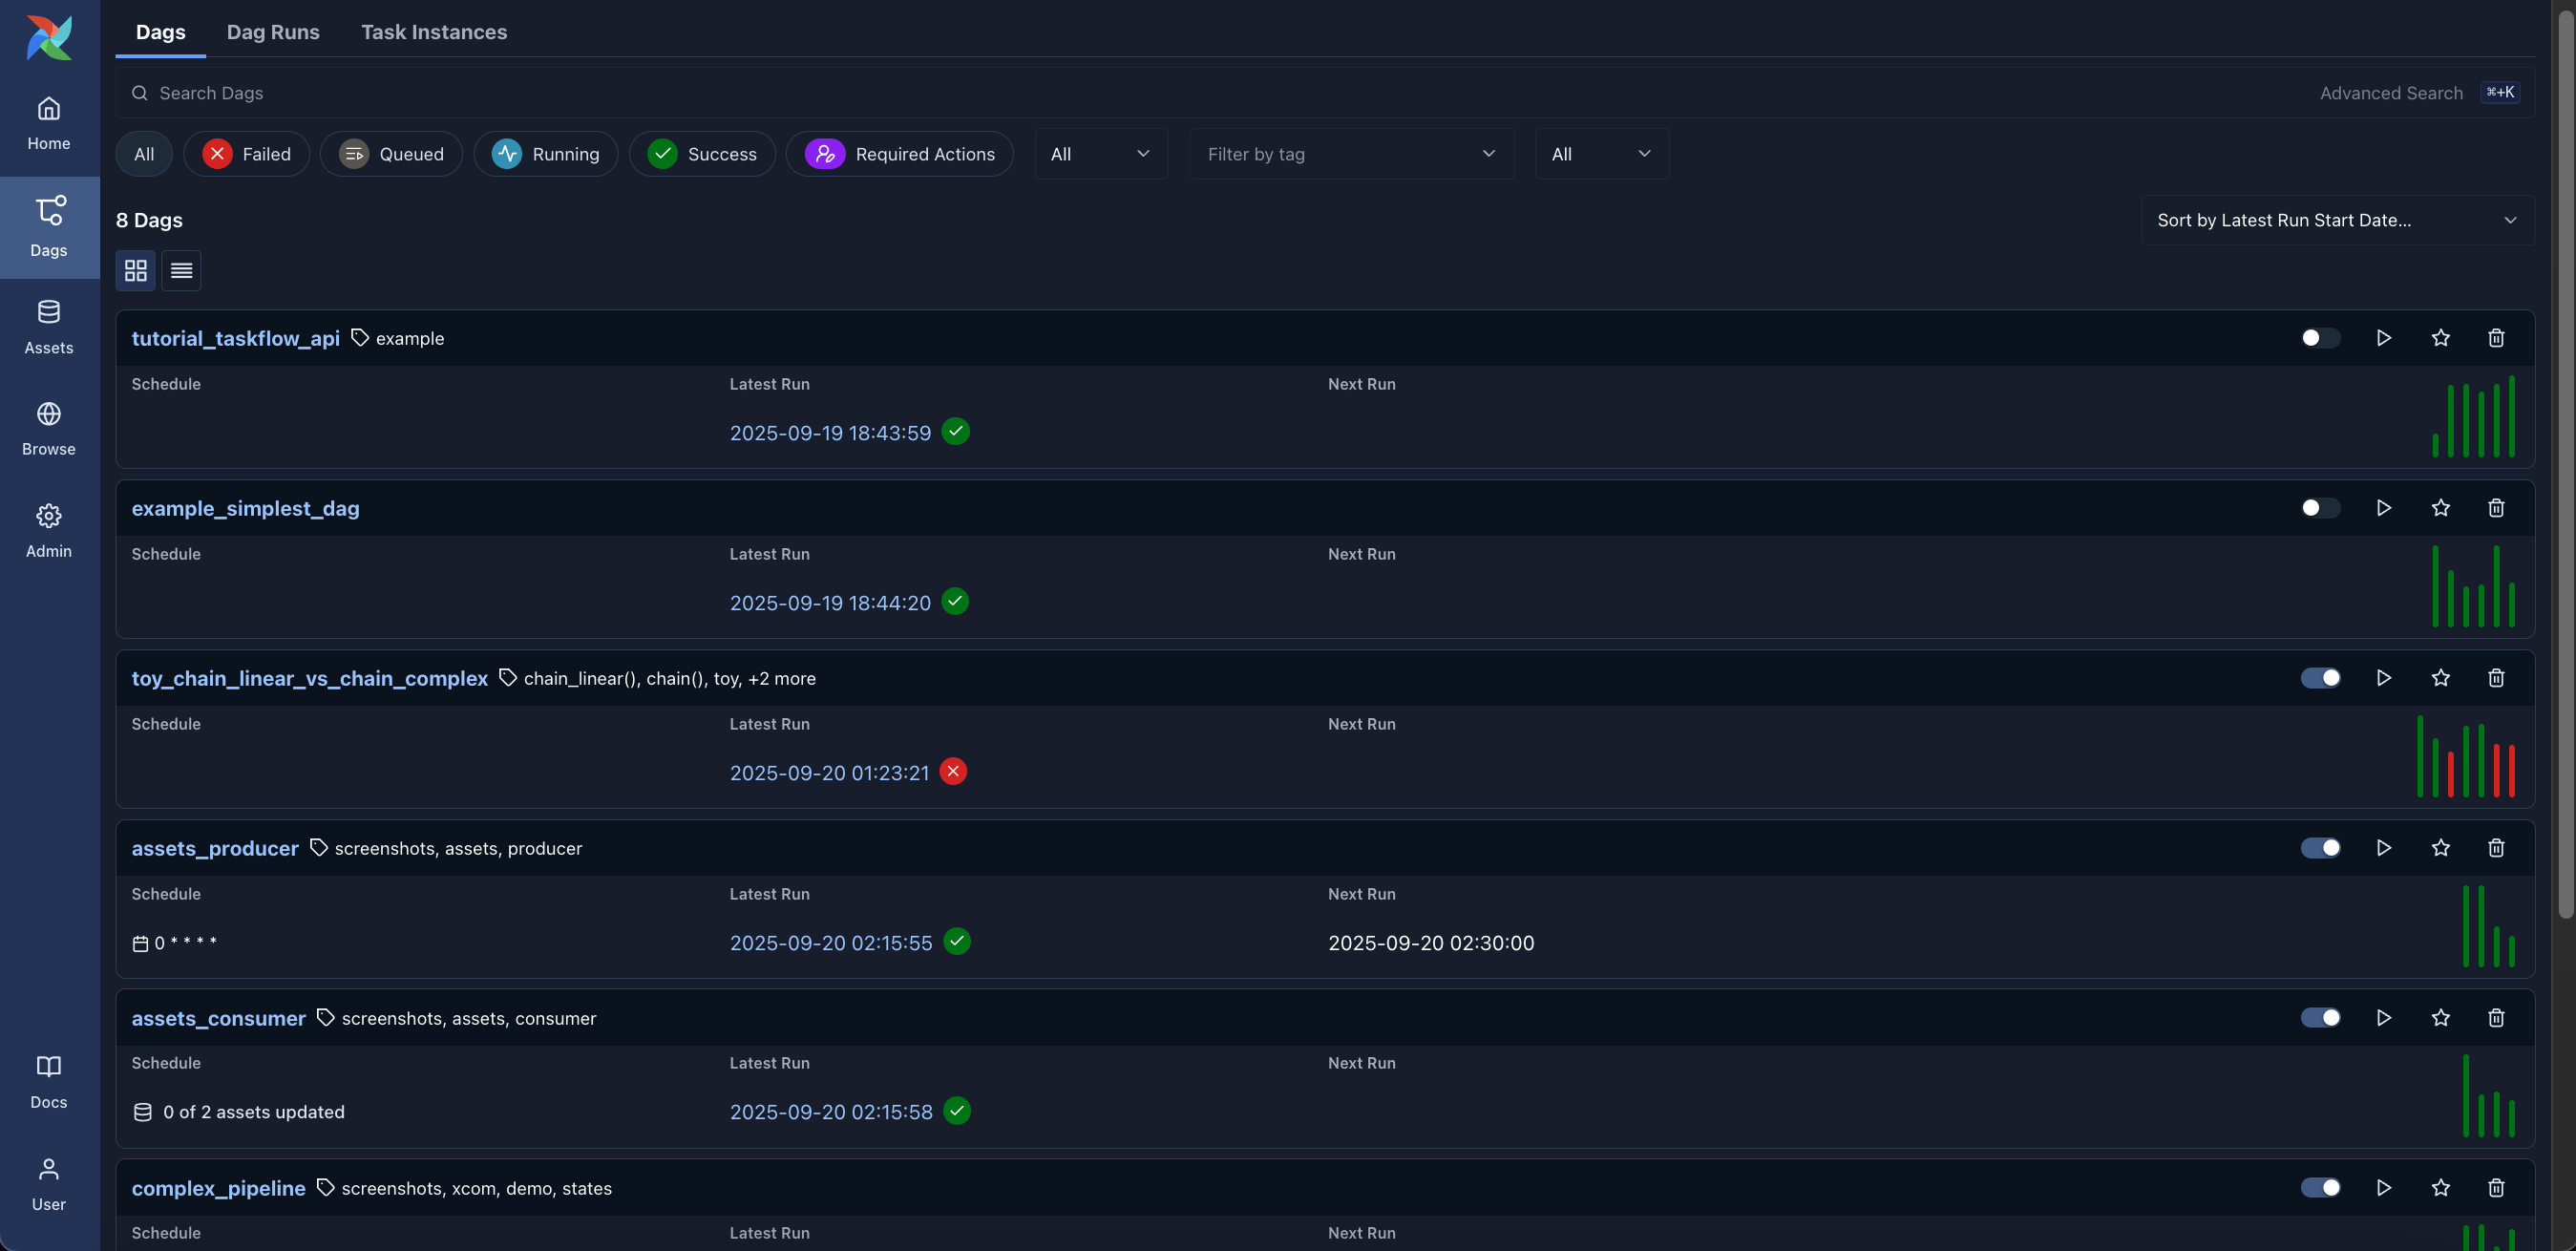 Dags Dag Runs Task Instances
Search Dags Advanced Search ⌘+K
Home
All Failed Queued Running Success Required Actions All Filter by tag All
8 Dags Sort by Latest Run Start Date...
Dags
Assets
Browse
Admin
Docs
User
tutorial_taskflow_api example
Schedule Latest Run Next Run
2025-09-19 18:43:59
example_simplest_dag
Schedule Latest Run Next Run
2025-09-19 18:44:20
toy_chain_linear_vs_chain_complex chain_linear(), chain(), toy, +2 more
Schedule Latest Run Next Run
2025-09-20 01:23:21
assets_producer screenshots, assets, producer
Schedule Latest Run Next Run
0 * * * * 2025-09-20 02:15:55 2025-09-20 02:30:00
assets_consumer screenshots, assets, consumer
Schedule Latest Run Next Run
0 of 2 assets updated 2025-09-20 02:15:58
complex_pipeline screenshots, xcom, demo, states
Schedule Latest Run Next Run